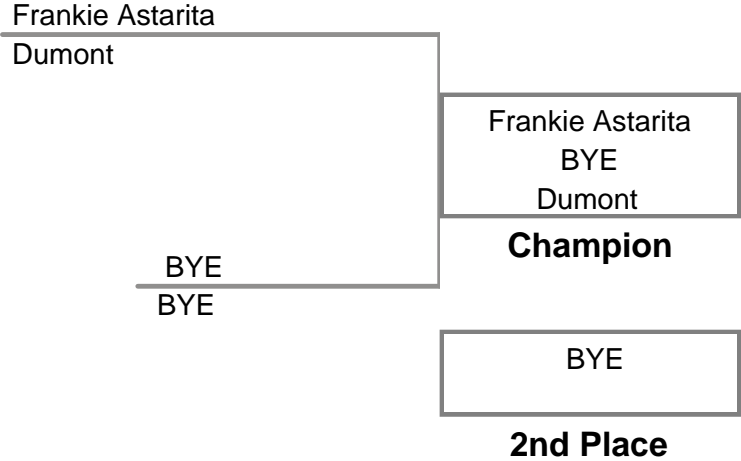 Frankie Astarita
Dumont
Frankie Astarita
BYE
Dumont
Champion
BYE
BYE
BYE
2nd Place